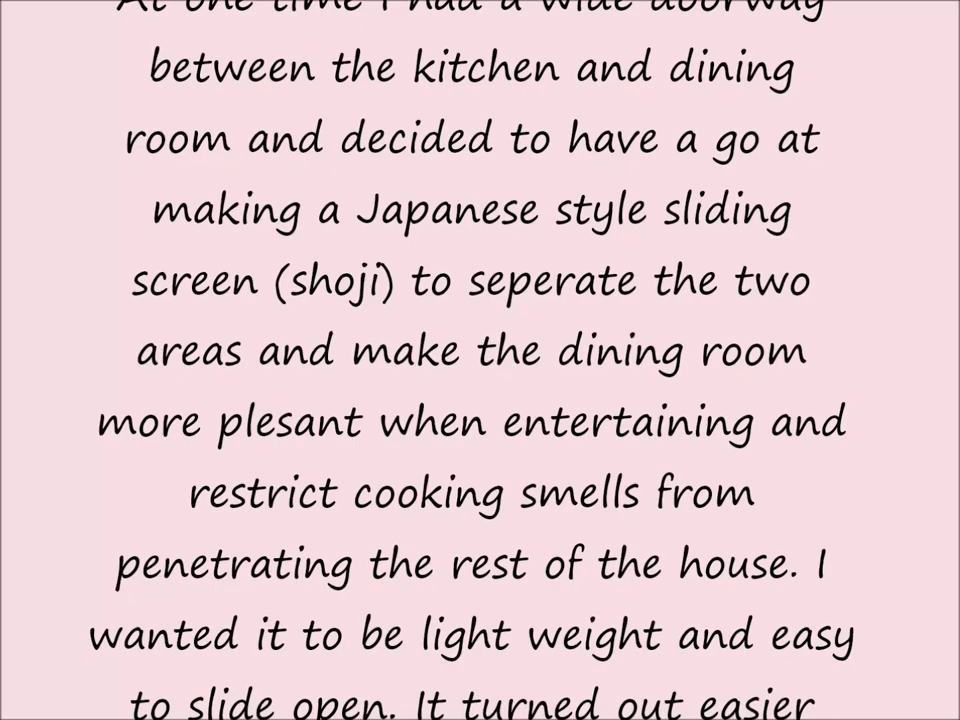 At one time I had a wide doorway
between the kitchen and dining
room and decided to have a go at
making a Japanese style sliding
screen (shoji) to seperate the two
areas and make the dining room
more plesant when entertaining and
restrict cooking smells from
penetrating the rest of the house. I
wanted it to be light weight and easy
to slide open. It turned out easier